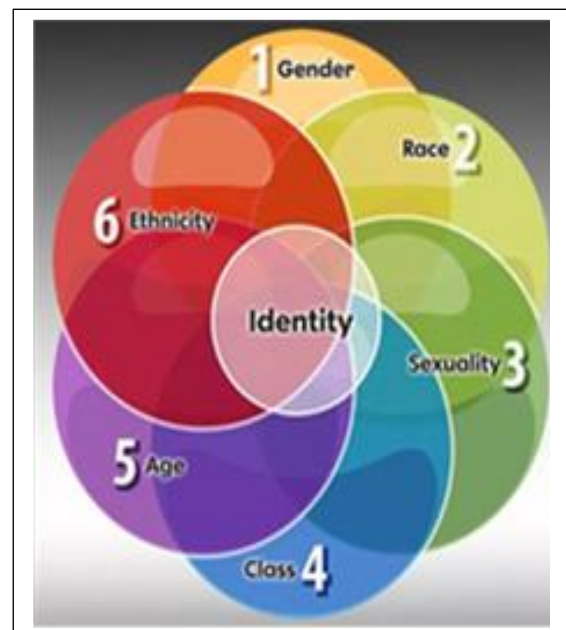 1 Gender
Race 2
6 Ethnicity
Identity
Sexuality 3
5 Age
Class 4